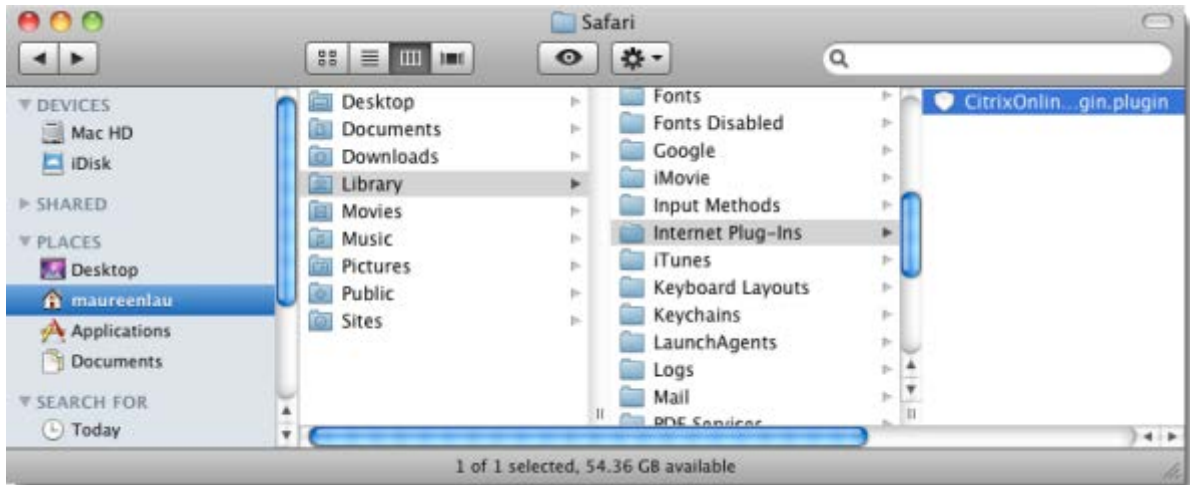 Safari
DEVICES
Mac HD
iDisk
SHARED
PLACES
Desktop
maureenlau
Applications
Documents
SEARCH FOR
Today
Desktop
Documents
Downloads
Library
Movies
Music
Pictures
Public
Sites
Fonts
Fonts Disabled
Google
iMovie
Input Methods
Internet Plug-Ins
iTunes
Keyboard Layouts
Keychains
LaunchAgents
Logs
Mail
PDF Services
CitrixOnlin...gin.plugin
1 of 1 selected, 54.36 GB available